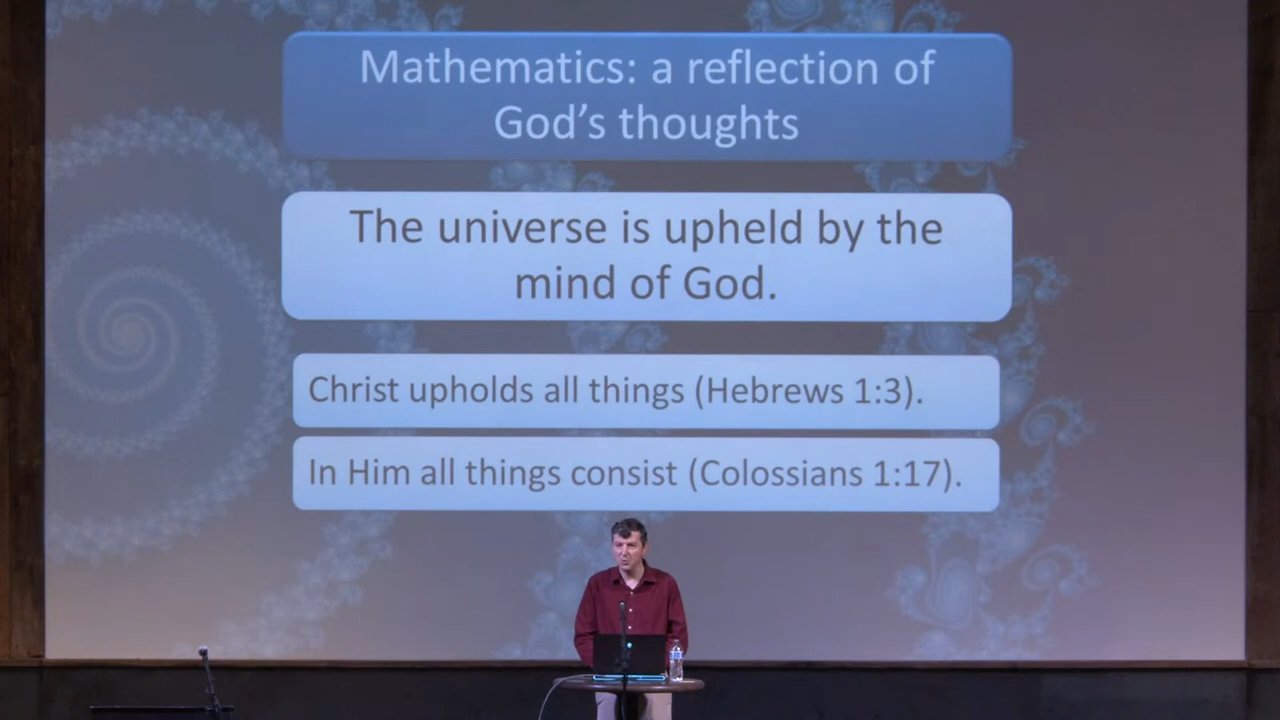 Mathematics: a reflection of
God’s thoughts
The universe is upheld by the
mind of God.
Christ upholds all things (Hebrews 1:3).
In Him all things consist (Colossians 1:17).